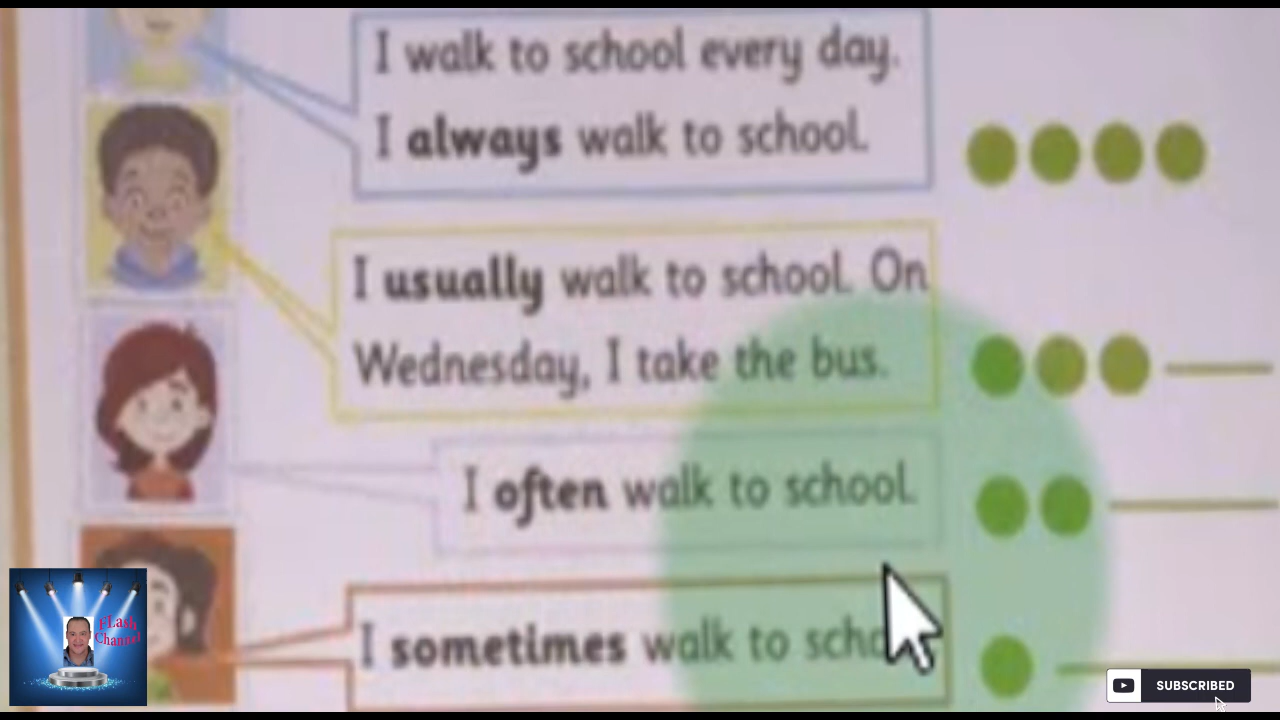 I walk to school every day.
I always walk to school.
I usually walk to school. On
Wednesday, I take the bus.
I often walk to school.
I sometimes walk to scho
FLash
Channel
SUBSCRIBED